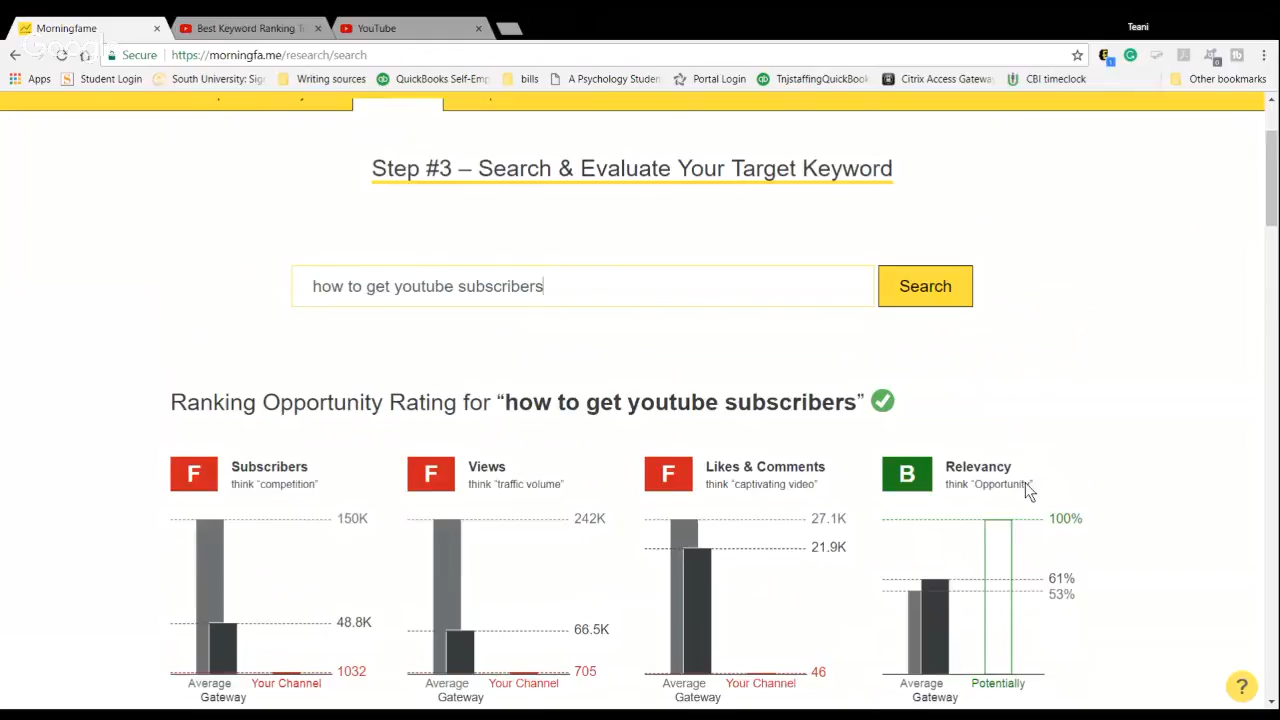 Morningfame
Best Keyword Ranking T
YouTube
Teani
Google
Secure
https://morningfa.me/research/search
Apps
Student Login
South University: Sig
Writing sources
QuickBooks Self-Emp
bills
A Psychology Studen
Portal Login
TnjstaffingQuickBook
Citrix Access Gateway
CBI timeclock
Other bookmarks
Step #3 – Search & Evaluate Your Target Keyword
how to get youtube subscribers
Search
Ranking Opportunity Rating for “how to get youtube subscribers”
F Subscribers
think “competition”
150K
48.8K
1032
Average
Gateway
Your Channel
F Views
think “traffic volume”
242K
66.5K
705
Average
Gateway
Your Channel
F Likes & Comments
think “captivating video”
27.1K
21.9K
46
Average
Gateway
Your Channel
B Relevancy
think “Opportunity”
100%
61%
53%
Average
Gateway
Potentially
?